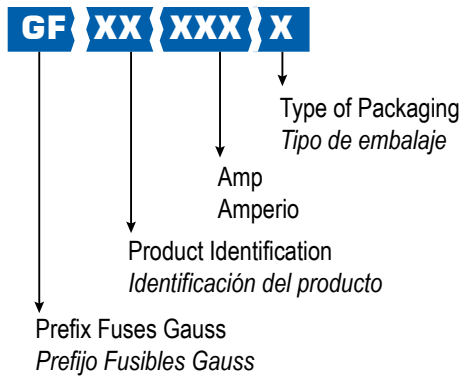 GF XX XXX X
Type of Packaging
Tipo de embalaje
Amp
Amperio
Product Identification
Identificación del producto
Prefix Fuses Gauss
Prefijo Fusibles Gauss